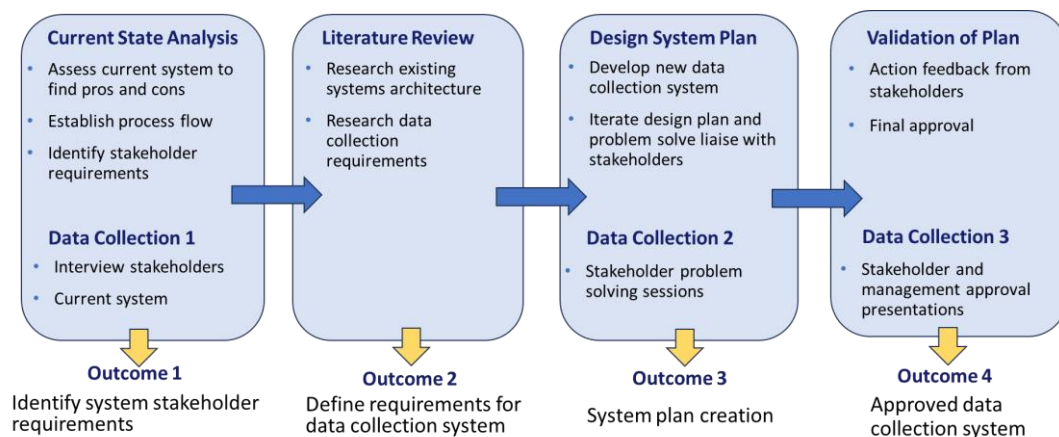 Current State Analysis
• Assess current system to
find pros and cons
• Establish process flow
• Identify stakeholder
requirements
Data Collection 1
• Interview stakeholders
• Current system
Outcome 1
Identify system stakeholder
requirements
Literature Review
• Research existing
systems architecture
• Research data
collection
requirements
Outcome 2
Define requirements for
data collection system
Design System Plan
• Develop new data
collection system
• Iterate design plan and
problem solve liaise with
stakeholders
Data Collection 2
• Stakeholder problem
solving sessions
Outcome 3
System plan creation
Validation of Plan
• Action feedback from
stakeholders
• Final approval
Data Collection 3
• Stakeholder and
management approval
presentations
Outcome 4
Approved data
collection system